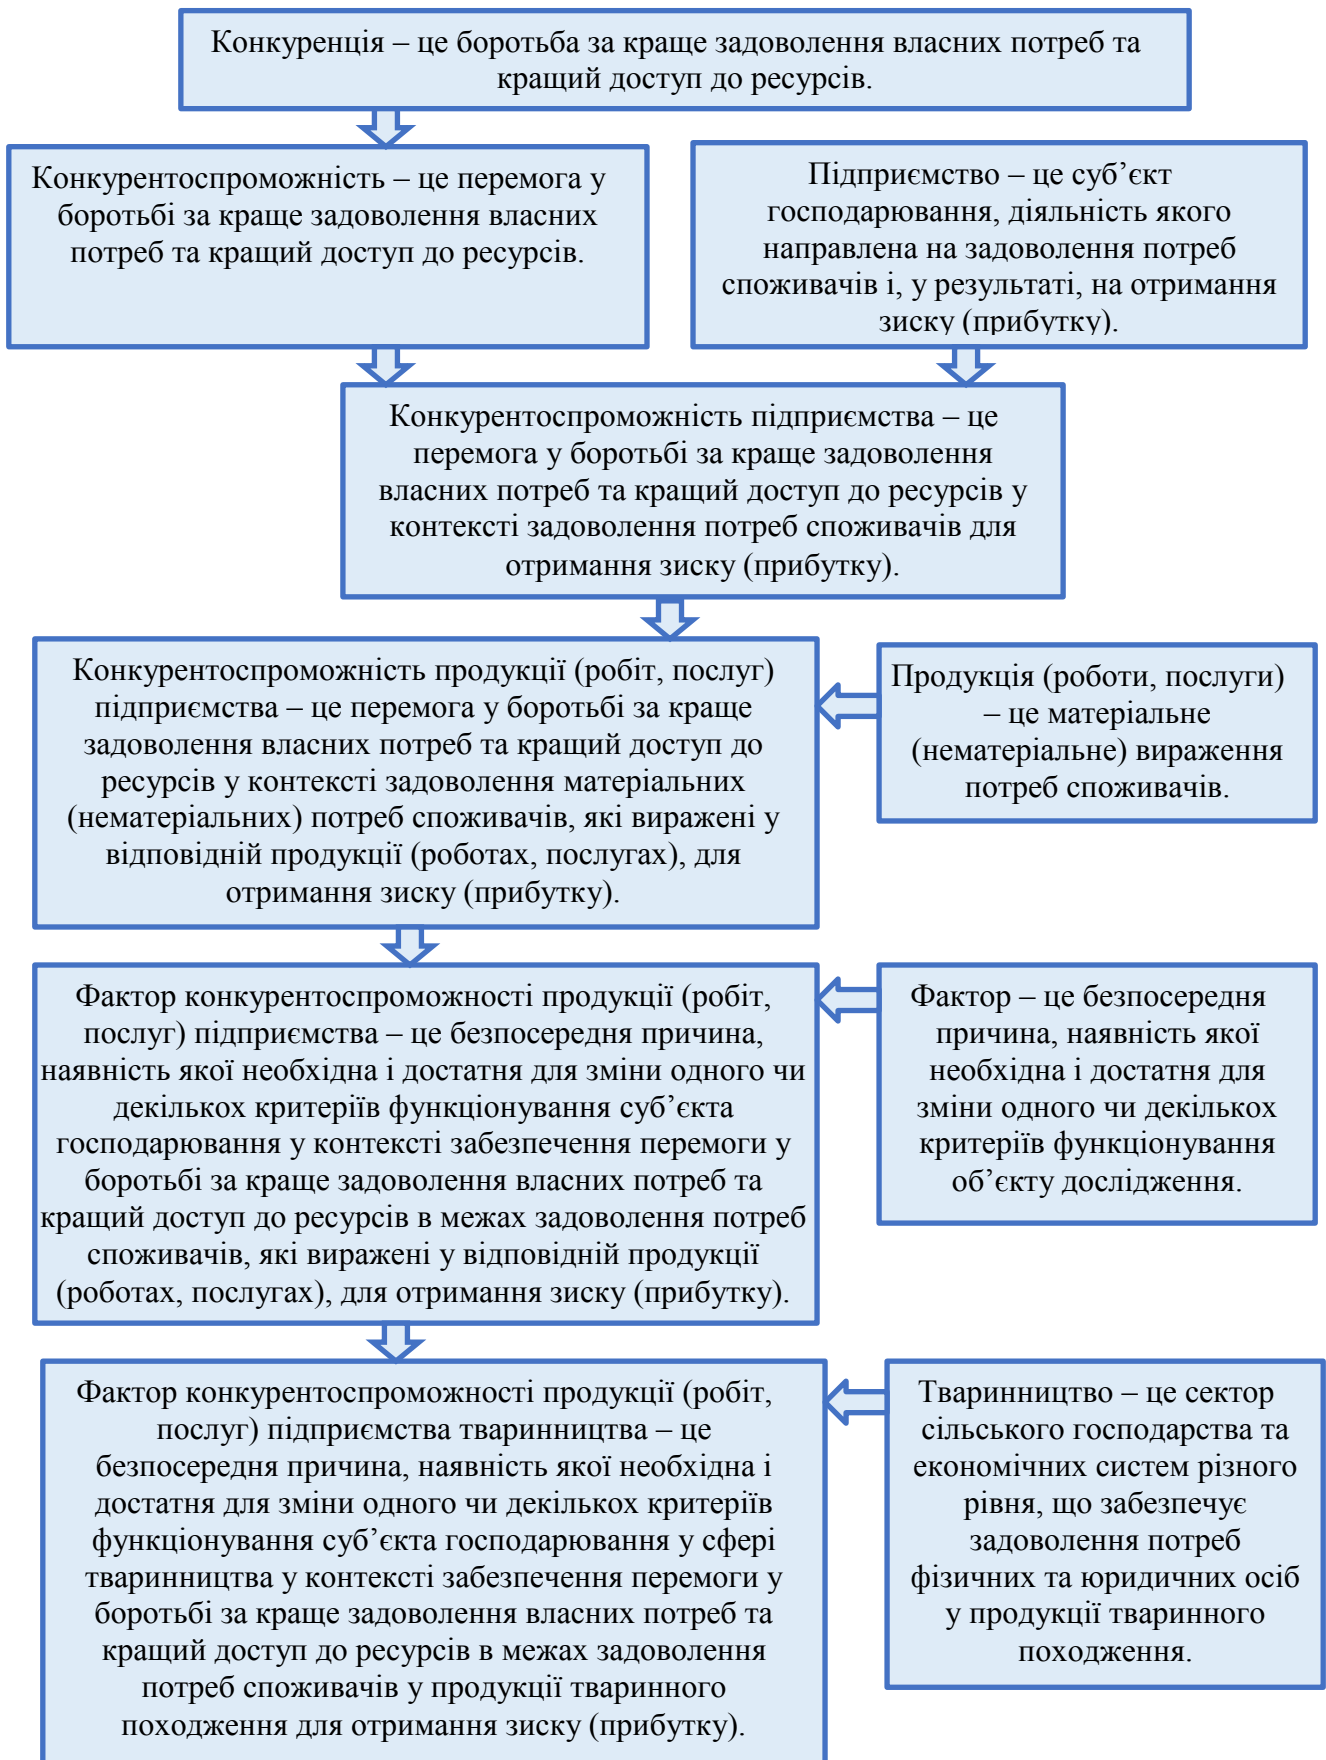 Конкуренція – це боротьба за краще задоволення власних потреб та
кращий доступ до ресурсів.
Конкурентоспроможність – це перемога у
боротьбі за краще задоволення власних
потреб та кращий доступ до ресурсів.
Підприємство – це суб’єкт
господарювання, діяльність якого
направлена на задоволення потреб
споживачів і, у результаті, на отримання
зиску (прибутку).
Конкурентоспроможність підприємства – це
перемога у боротьбі за краще задоволення
власних потреб та кращий доступ до ресурсів у
контексті задоволення потреб споживачів для
отримання зиску (прибутку).
Конкурентоспроможність продукції (робіт, послуг)
підприємства – це перемога у боротьбі за краще
задоволення власних потреб та кращий доступ до
ресурсів у контексті задоволення матеріальних
(нематеріальних) потреб споживачів, які виражені у
відповідній продукції (роботах, послугах), для
отримання зиску (прибутку).
Продукція (роботи, послуги)
– це матеріальне
(нематеріальне) вираження
потреб споживачів.
Фактор конкурентоспроможності продукції (робіт,
послуг) підприємства – це безпосередня причина,
наявність якої необхідна і достатня для зміни одного чи
декількох критеріїв функціонування суб’єкта
господарювання у контексті забезпечення перемоги у
боротьбі за краще задоволення власних потреб та
кращий доступ до ресурсів в межах задоволення потреб
споживачів, які виражені у відповідній продукції
(роботах, послугах), для отримання зиску (прибутку).
Фактор – це безпосередня
причина, наявність якої
необхідна і достатня для
зміни одного чи декількох
критеріїв функціонування
об’єкту дослідження.
Фактор конкурентоспроможності продукції (робіт,
послуг) підприємства тваринництва – це
безпосередня причина, наявність якої необхідна і
достатня для зміни одного чи декількох критеріїв
функціонування суб’єкта господарювання у сфері
тваринництва у контексті забезпечення перемоги у
боротьбі за краще задоволення власних потреб та
кращий доступ до ресурсів в межах задоволення
потреб споживачів у продукції тваринного
походження для отримання зиску (прибутку).
Тваринництво – це сектор
сільського господарства та
економічних систем різного
рівня, що забезпечує
задоволення потреб
фізичних та юридичних осіб
у продукції тваринного
походження.